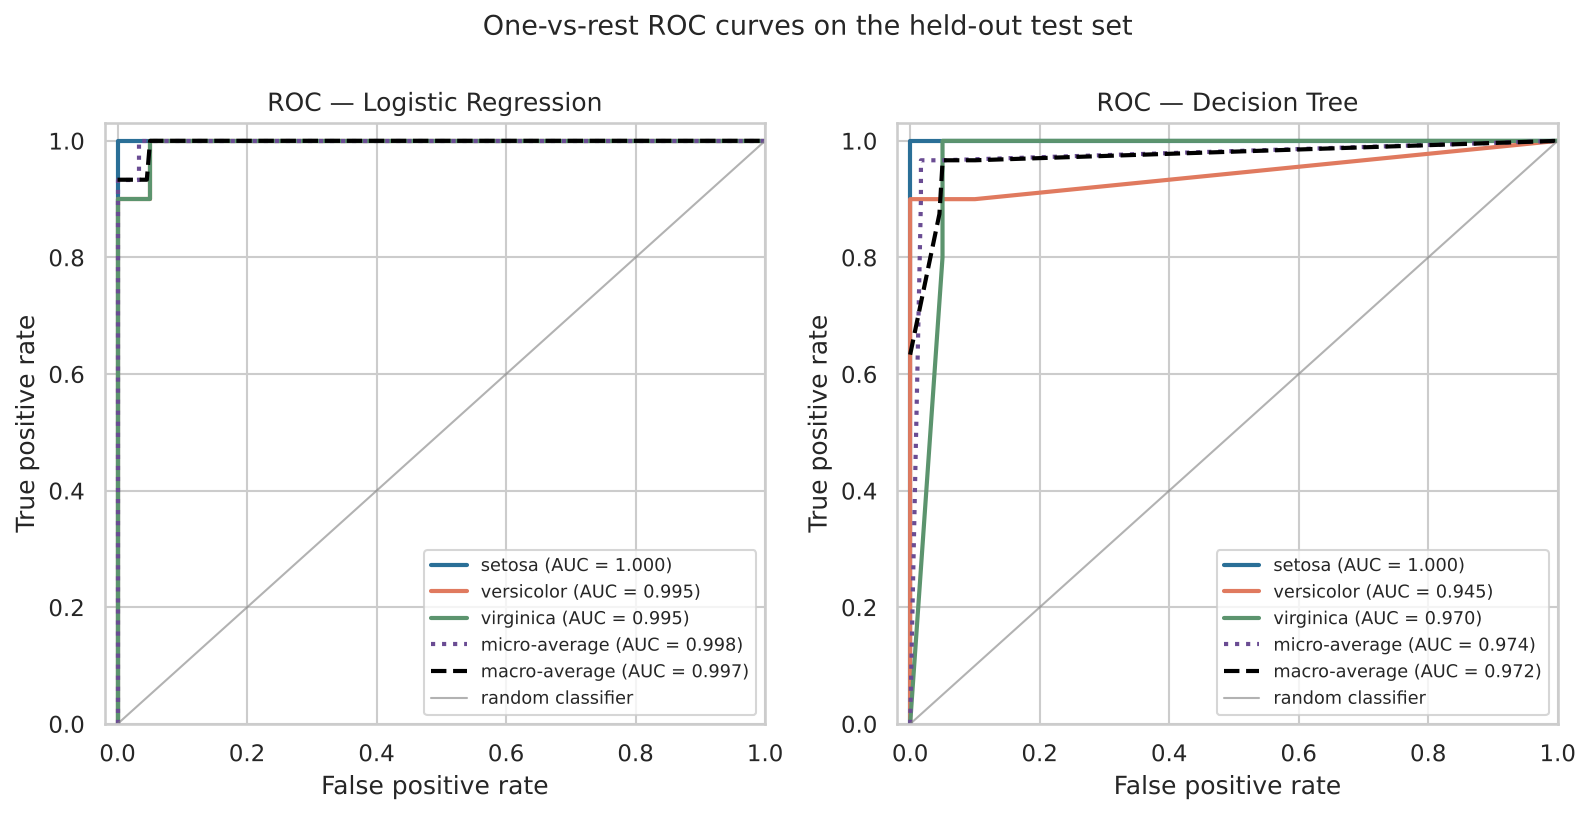 One-vs-rest ROC curves on the held-out test set
ROC — Logistic Regression
1.0
0.8
0.6
0.4
0.2
0.0
True positive rate
0.0 0.2 0.4 0.6 0.8 1.0
False positive rate
setosa (AUC = 1.000)
versicolor (AUC = 0.995)
virginica (AUC = 0.995)
micro-average (AUC = 0.998)
macro-average (AUC = 0.997)
random classifier
ROC — Decision Tree
1.0
0.8
0.6
0.4
0.2
0.0
True positive rate
0.0 0.2 0.4 0.6 0.8 1.0
False positive rate
setosa (AUC = 1.000)
versicolor (AUC = 0.945)
virginica (AUC = 0.970)
micro-average (AUC = 0.974)
macro-average (AUC = 0.972)
random classifier